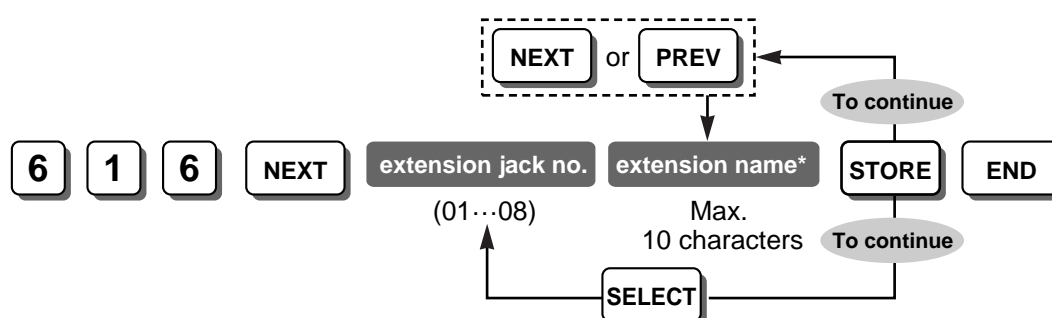 NEXT or PREV
To continue
6 1 6 NEXT extension jack no. extension name* STORE END
(01···08) Max.
10 characters
To continue
SELECT